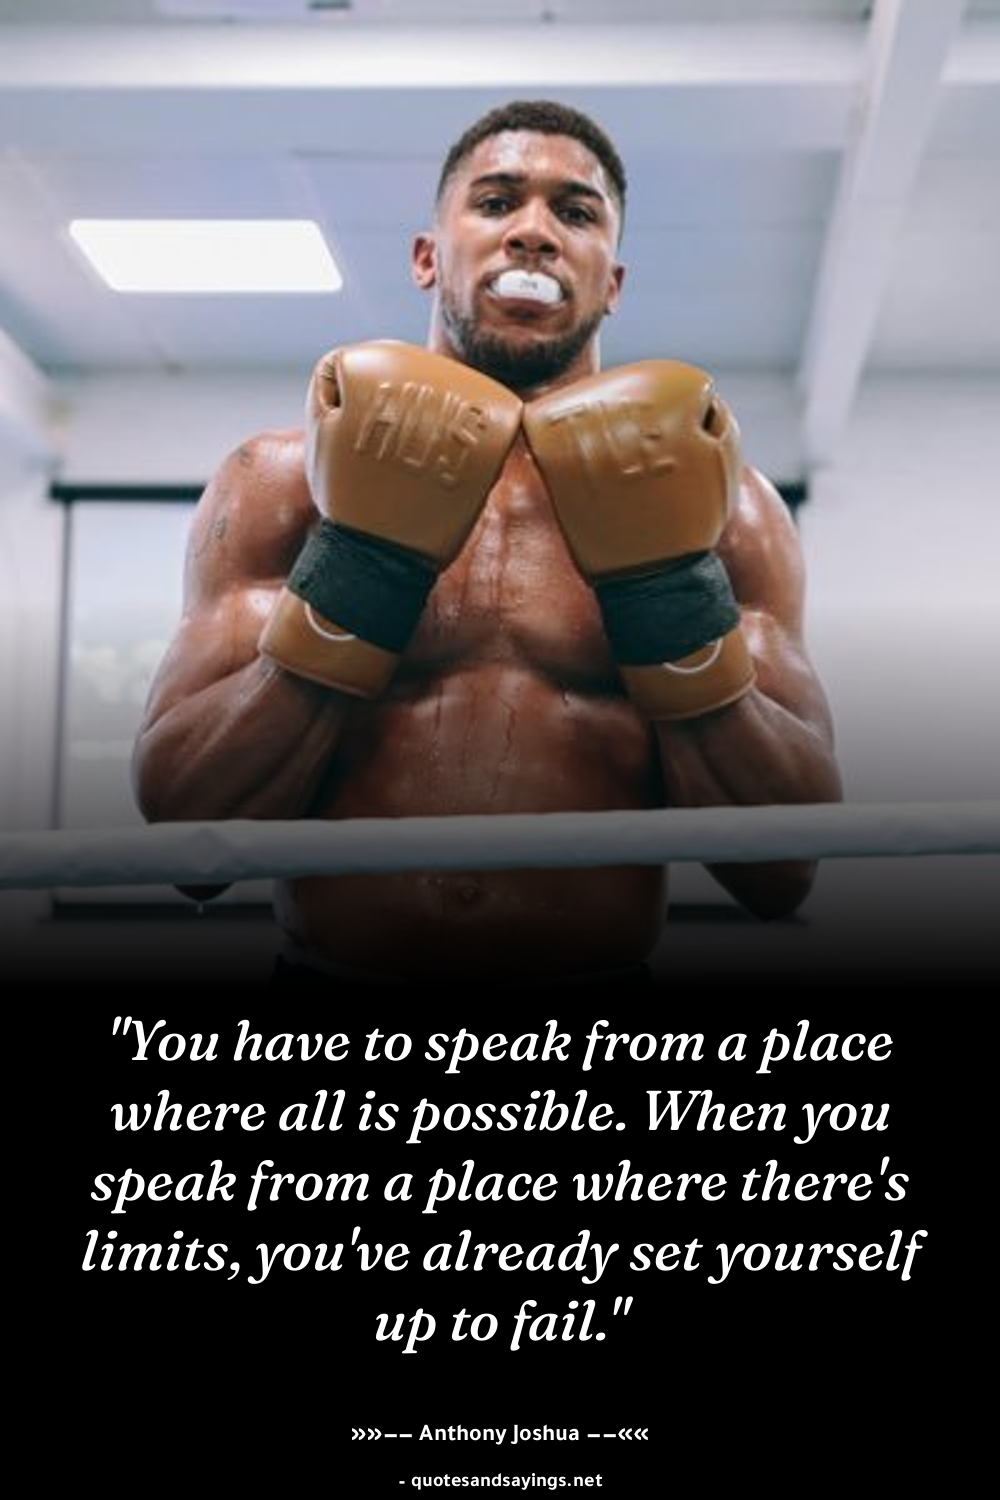 HUS TLE
"You have to speak from a place
where all is possible. When you
speak from a place where there's
limits, you've already set yourself
up to fail."
»»–– Anthony Joshua ––««
- quotesandsayings.net